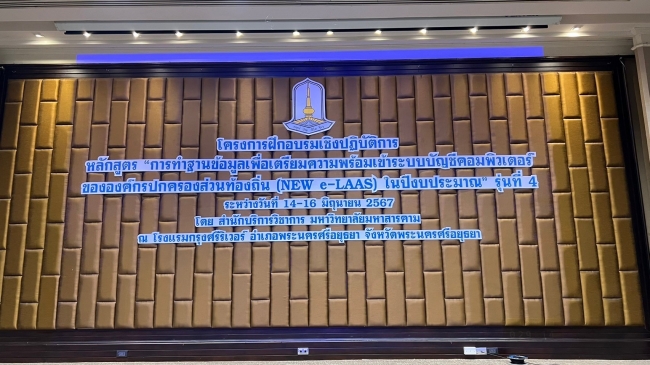 โครงการฝึกอบรมเชิงปฏิบัติการ
หลักสูตร “การทำฐานข้อมูลเพื่อเตรียมความพร้อมเข้าระบบบัญชีคอมพิวเตอร์
ขององค์กรปกครองส่วนท้องถิ่น (NEW e-LAAS) ในปีงบประมาณ” รุ่นที่ 4
ระหว่างวันที่ 14-16 มิถุนายน 2567
โดย สำนักบริการวิชาการ มหาวิทยาลัยมหาสารคาม
ณ โรงแรมกรุงศรีริเวอร์ อำเภอพระนครศรีอยุธยา จังหวัดพระนครศรีอยุธยา